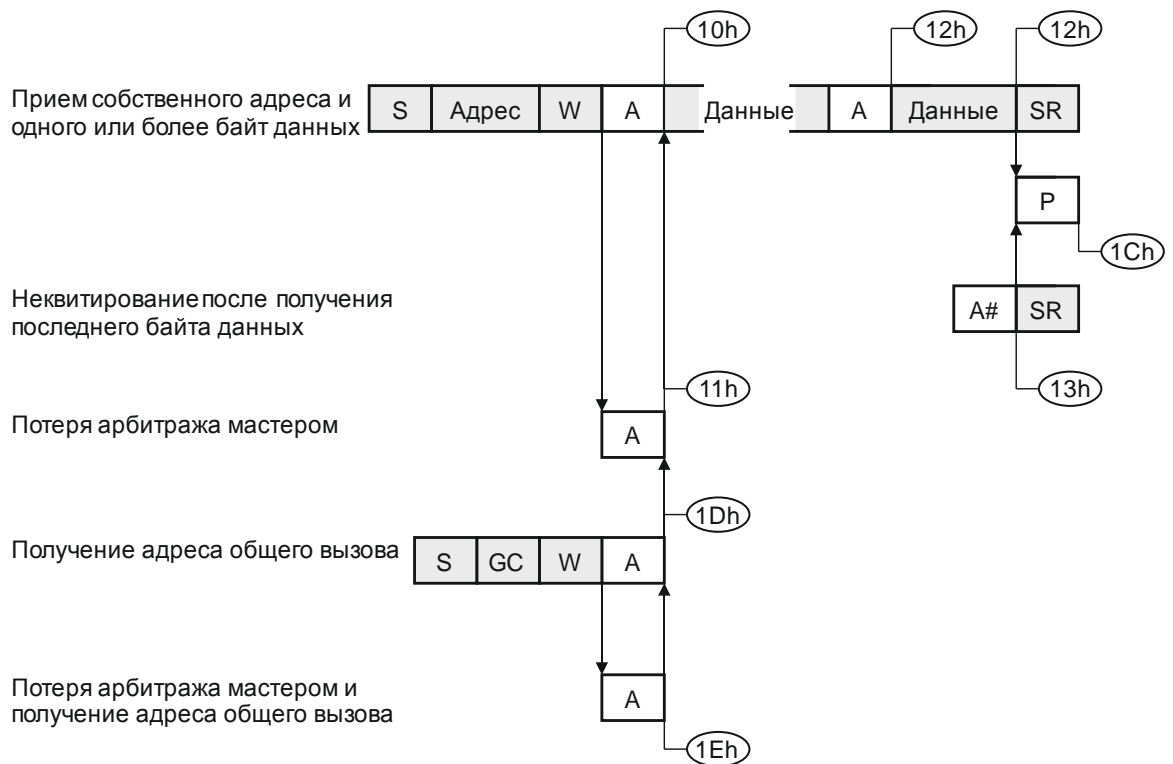 10h 12h 12h
Прием собственного адреса и
одного или более байт данных
S Адрес W A Данные A Данные SR
P
1Ch
Неквитирование после получения
последнего байта данных
A# SR
11h 13h
Потеря арбитража мастером
A
1Dh
Получение адреса общего вызова
S GC W A
Потеря арбитража мастером и
получение адреса общего вызова
A
1Eh